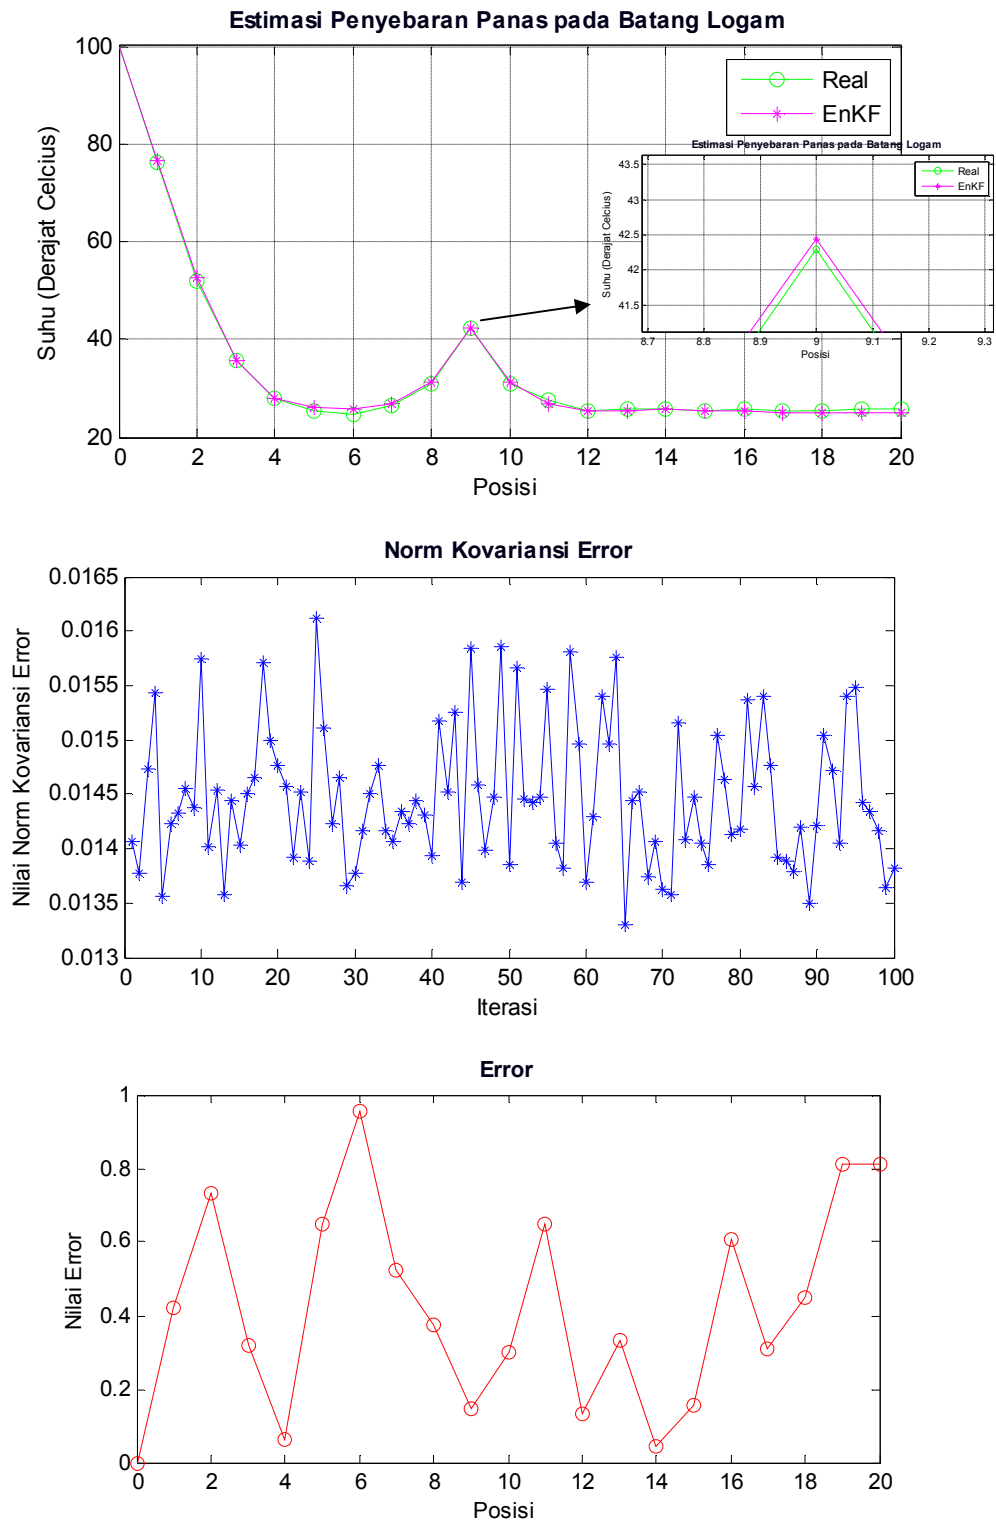 Estimasi Penyebaran Panas pada Batang Logam
100
80
60
40
20
Suhu (Derajat Celcius)
0 2 4 6 8 10 12 14 16 18 20
Posisi
Real
EnKF
Estimasi Penyebaran Panas pada Batang Logam
43.5
43
42.5
42
41.5
Suhu (Derajat Celcius)
8.7 8.8 8.9 9 9.1 9.2 9.3
Posisi
Real
EnKF
Norm Kovariansi Error
0.0165
0.016
0.0155
0.015
0.0145
0.014
0.0135
0.013
Nilai Norm Kovariansi Error
0 10 20 30 40 50 60 70 80 90 100
Iterasi
Error
1
0.8
0.6
0.4
0.2
0
Nilai Error
0 2 4 6 8 10 12 14 16 18 20
Posisi